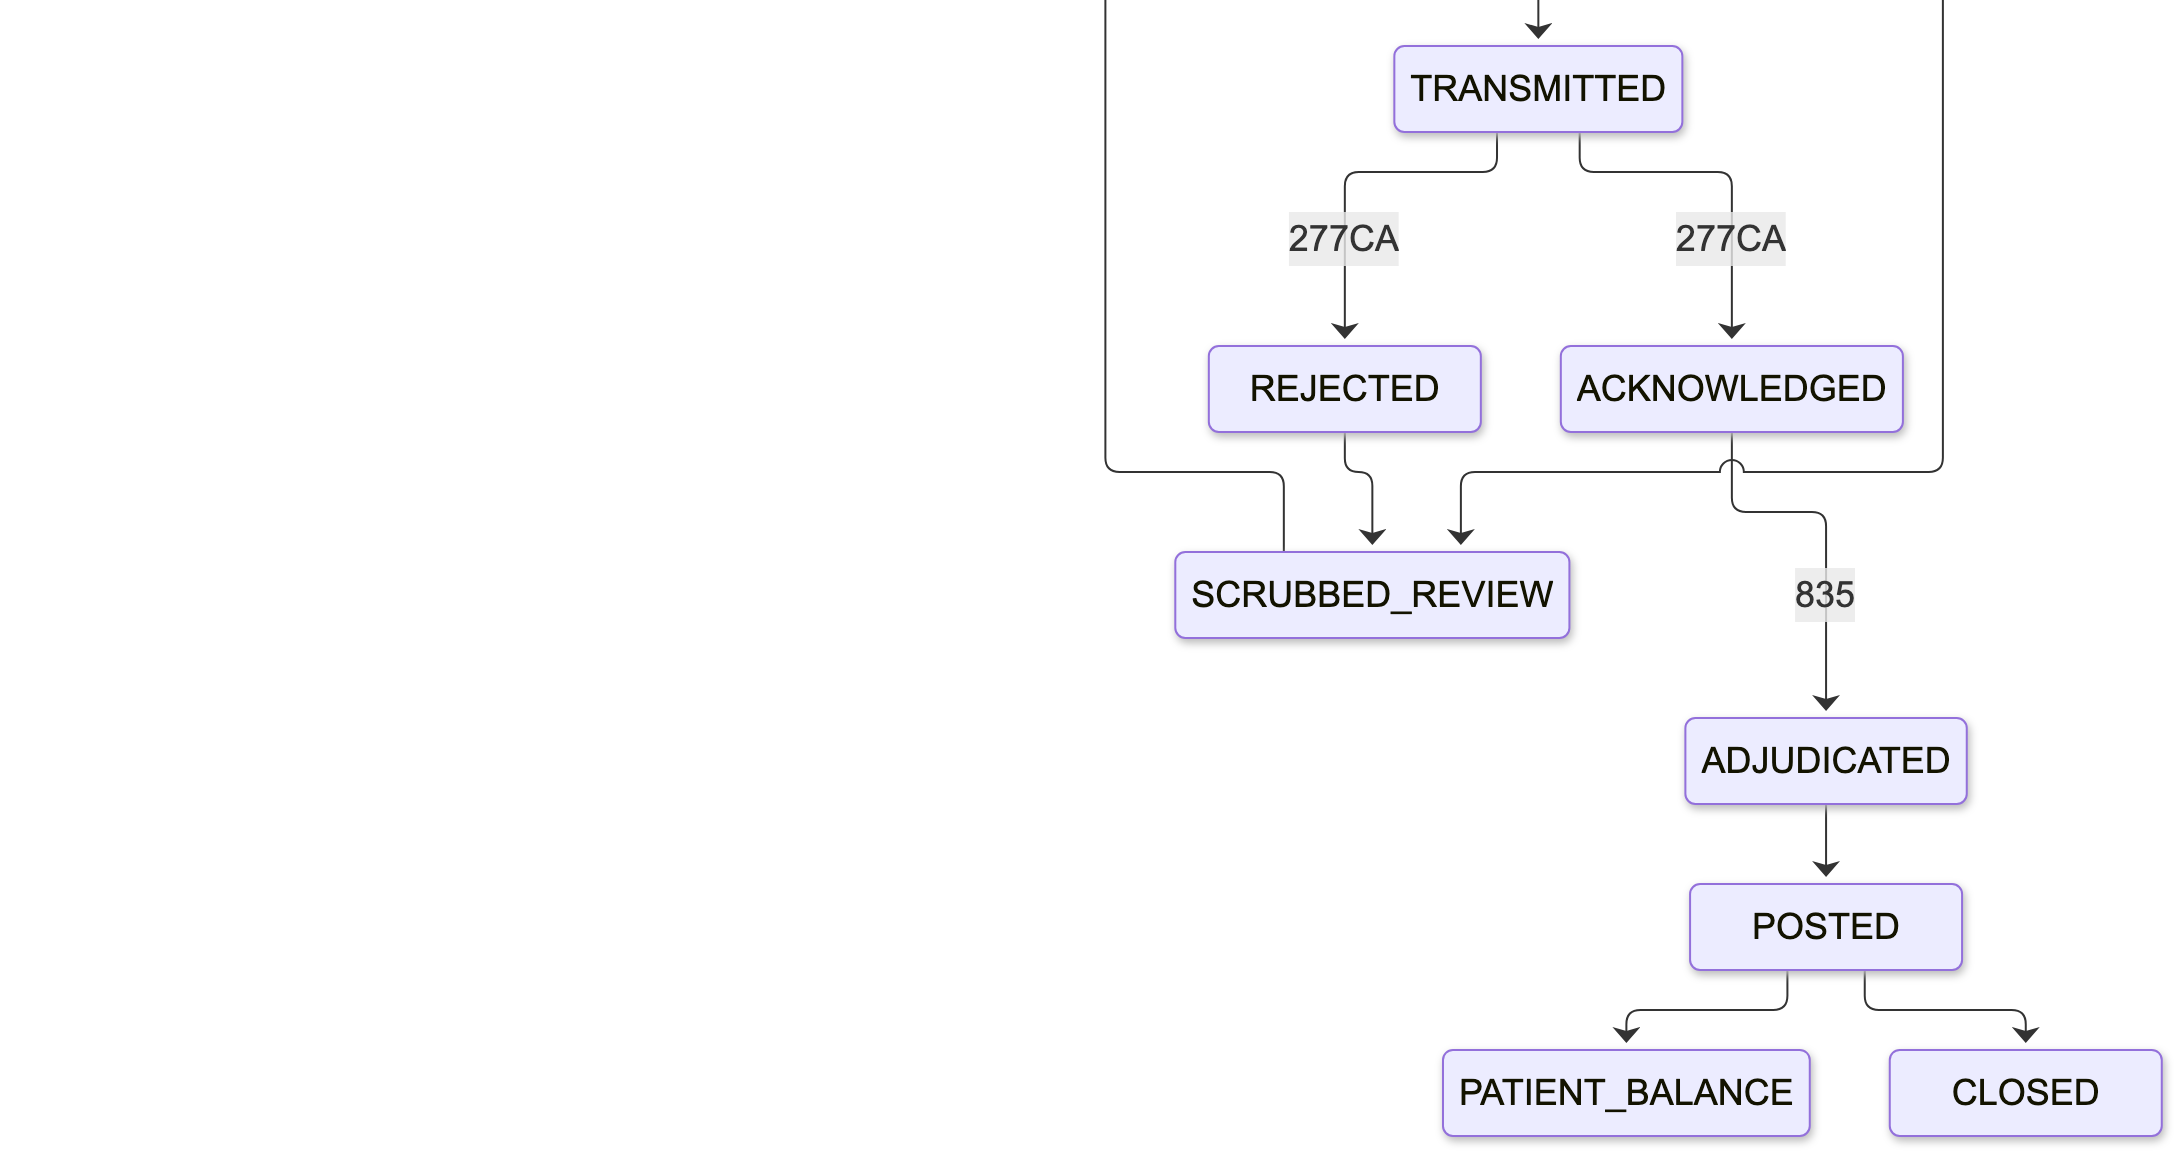 TRANSMITTED
277CA
277CA
REJECTED
ACKNOWLEDGED
SCRUBBED_REVIEW
835
ADJUDICATED
POSTED
PATIENT_BALANCE
CLOSED